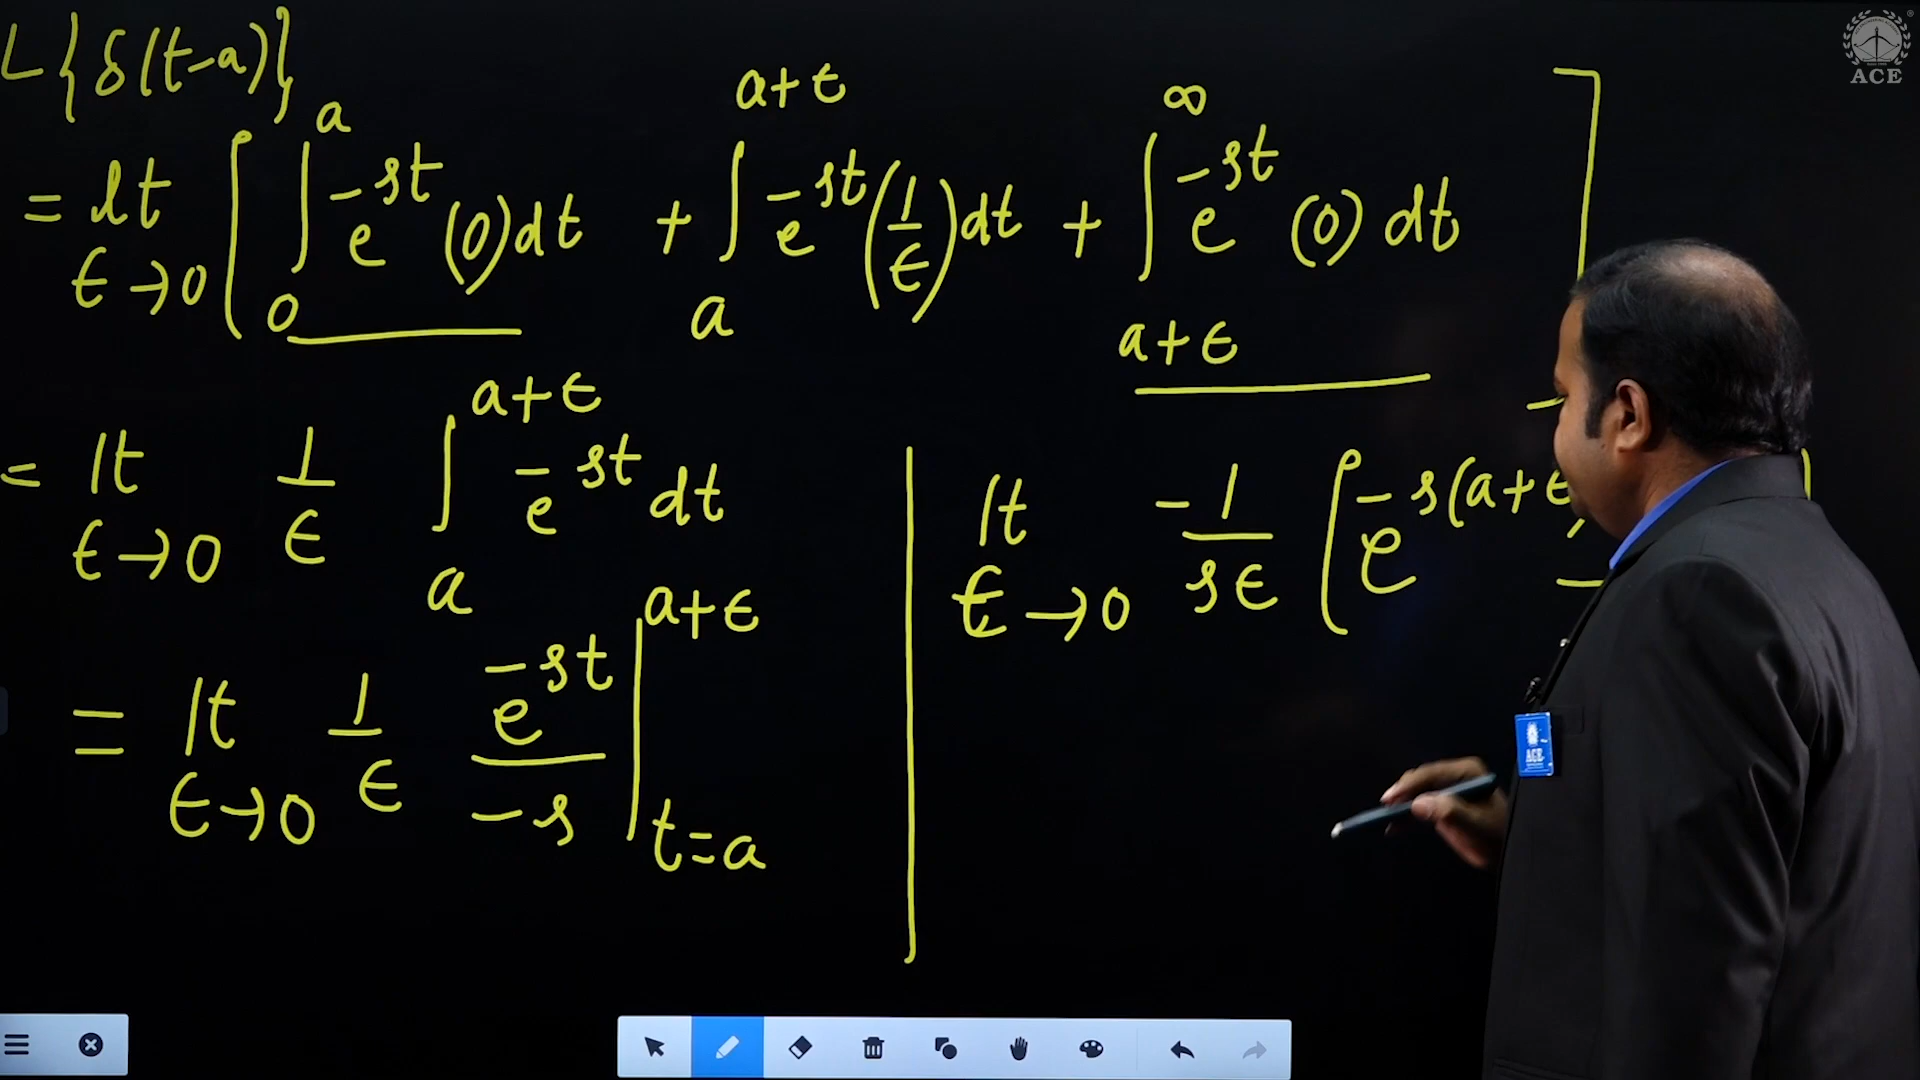 L{δ(t-a)}
= lt ε→0 [ ∫₀ᵃ e^{-st} (0) dt + ∫ₐ^{a+ε} e^{-st} (1/ε) dt + ∫_{a+ε}^∞ e^{-st} (0) dt ]
= lt ε→0 1/ε ∫ₐ^{a+ε} e^{-st} dt
= lt ε→0 1/ε e^{-st}/-s |_{t=a}^{a+ε}
lt ε→0 -1/sε [ e^{-s(a+ε) -
ACE
ACE